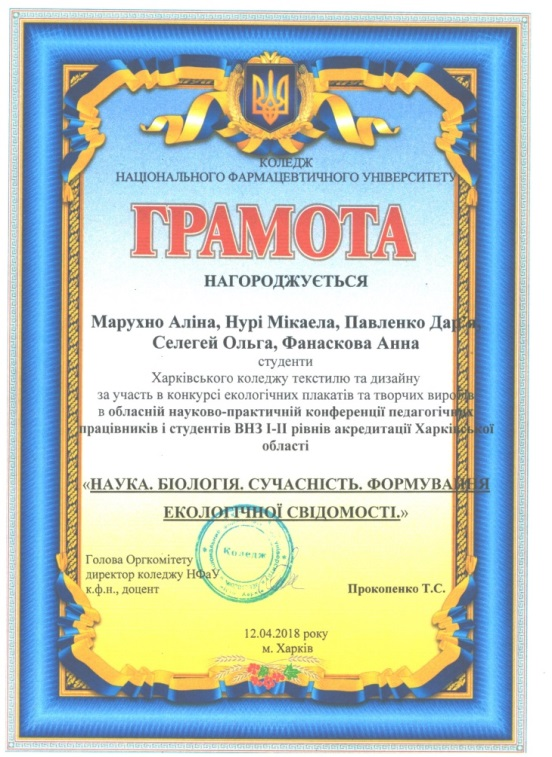 КОЛЕДЖ
НАЦІОНАЛЬНОГО ФАРМАЦЕВТИЧНОГО УНІВЕРСИТЕТУ
ГРАМОТА
НАГОРОДЖУЄТЬСЯ
Марухно Аліна, Нурі Мікаела, Павленко Дар'я,
Селегей Ольга, Фанаскова Анна
студенти
Харківського коледжу текстилю та дизайну
за участь в конкурсі екологічних плакатів та творчих виробів
в обласній науково-практичній конференції педагогічних
працівників і студентів ВНЗ І-ІІ рівнів акредитації Харківської
області
«НАУКА. БІОЛОГІЯ. СУЧАСНІСТЬ. ФОРМУВАННЯ
ЕКОЛОГІЧНОЇ СВІДОМОСТІ.»
Коледж
Голова Оргкомітету
директор коледжу НФаУ,
к.ф.н., доцент
Прокопенко Т.С.
12.04.2018 року
м. Харків